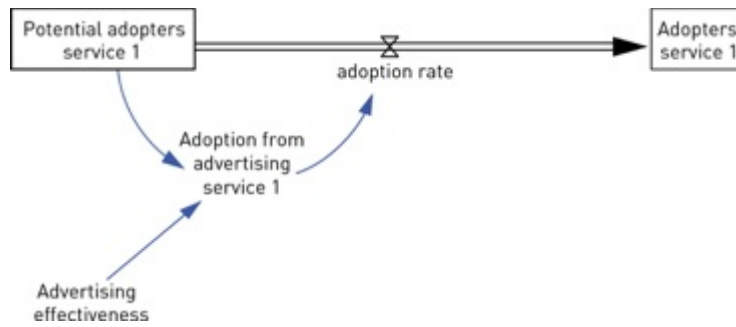 Potential adopters
service 1
Adopters
service 1
adoption rate
Adoption from
advertising
service 1
Advertising
effectiveness